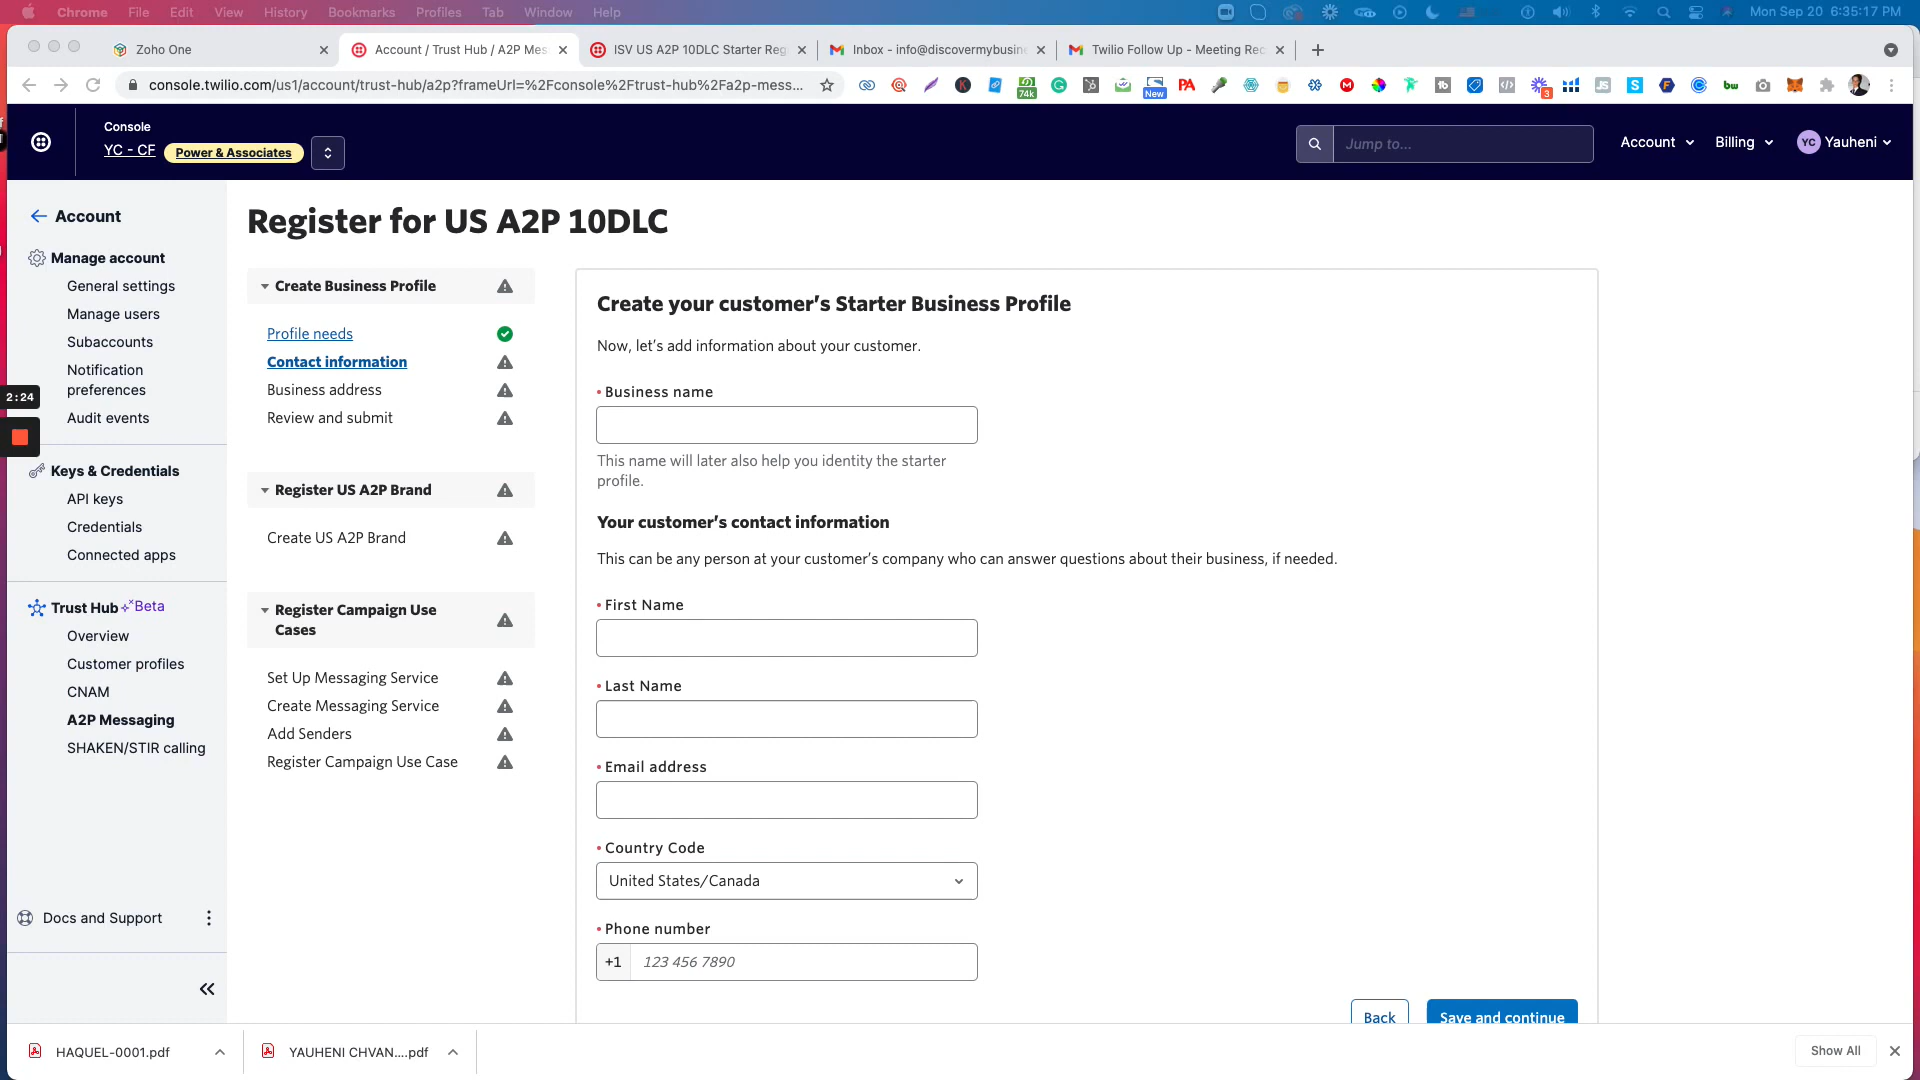 Chrome File Edit View History Bookmarks Profiles Tab Window Help Mon Sep 20 6:35:17 PM
Zoho One Account / Trust Hub / A2P Mes ISV US A2P 10DLC Starter Reg Inbox - info@discovermybusin Twilio Follow Up - Meeting Rec
console.twilio.com/us1/account/trust-hub/a2p?frameUrl=%2Fconsole%2Ftrust-hub%2Fa2p-mess...
74k New PA 3 JS S F bw
Console
YC - CF Power & Associates
Jump to...
Account Billing YC Yauheni
Account
Manage account
General settings
Manage users
Subaccounts
Notification
preferences
Audit events
2:24
Keys & Credentials
API keys
Credentials
Connected apps
Trust Hub Beta
Overview
Customer profiles
CNAM
A2P Messaging
SHAKEN/STIR calling
Docs and Support
Register for US A2P 10DLC
Create Business Profile
Profile needs
Contact information
Business address
Review and submit
Register US A2P Brand
Create US A2P Brand
Register Campaign Use
Cases
Set Up Messaging Service
Create Messaging Service
Add Senders
Register Campaign Use Case
Create your customer’s Starter Business Profile
Now, let’s add information about your customer.
Business name
This name will later also help you identity the starter
profile.
Your customer’s contact information
This can be any person at your customer’s company who can answer questions about their business, if needed.
First Name
Last Name
Email address
Country Code
United States/Canada
Phone number
+1 123 456 7890
Back Save and continue
HAQUEL-0001.pdf YAUHENI CHVAN....pdf Show All